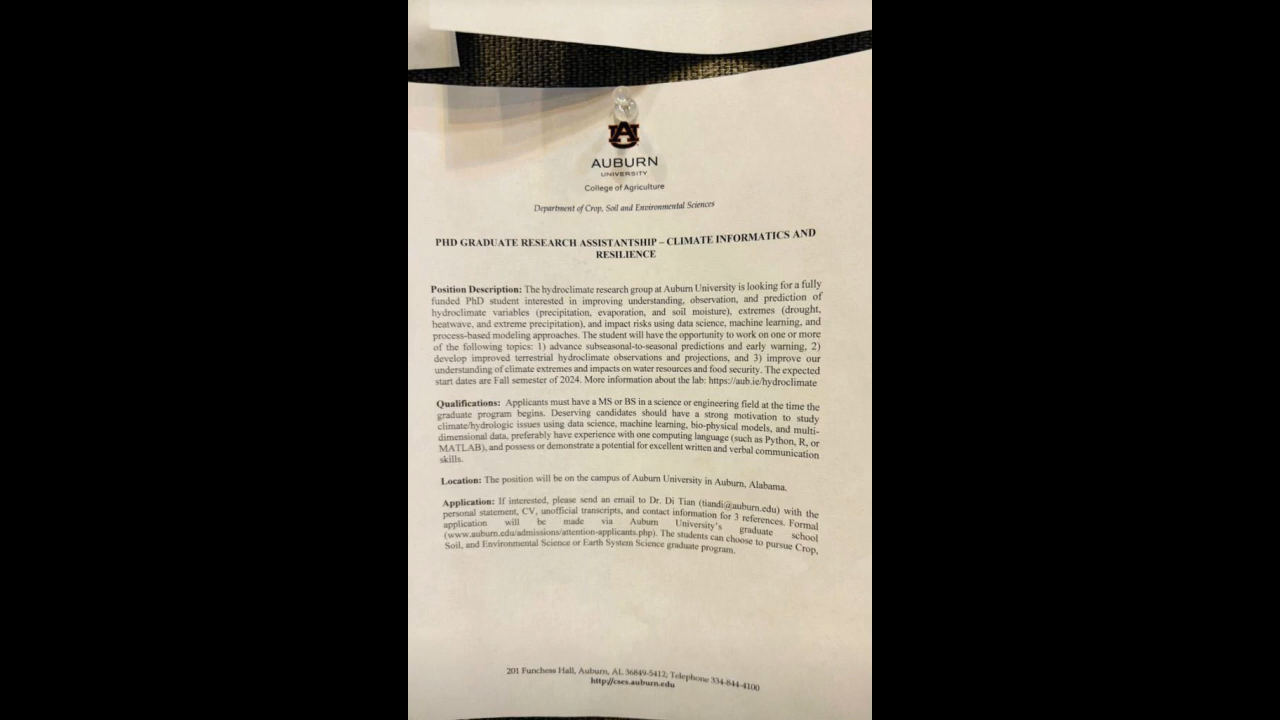 AUBURN
UNIVERSITY
College of Agriculture
Department of Crop, Soil and Environmental Sciences
PHD GRADUATE RESEARCH ASSISTANTSHIP – CLIMATE INFORMATICS AND
RESILIENCE
Position Description: The hydroclimate research group at Auburn University is looking for a fully
funded PhD student interested in improving understanding, observation, and prediction of
hydroclimate variables (precipitation, evaporation, and soil moisture), extremes (drought,
heatwave, and extreme precipitation), and impact risks using data science, machine learning, and
process-based modeling approaches. The student will have the opportunity to work on one or more
of the following topics: 1) advance subseasonal-to-seasonal predictions and early warning, 2)
develop improved terrestrial hydroclimate observations and projections, and 3) improve our
understanding of climate extremes and impacts on water resources and food security. The expected
start dates are Fall semester of 2024. More information about the lab: https://aub.ie/hydroclimate
Qualifications: Applicants must have a MS or BS in a science or engineering field at the time the
graduate program begins. Deserving candidates should have a strong motivation to study
climate/hydrologic issues using data science, machine learning, bio-physical models, and multi-
dimensional data, preferably have experience with one computing language (such as Python, R, or
MATLAB), and possess or demonstrate a potential for excellent written and verbal communication
skills.
Location: The position will be on the campus of Auburn University in Auburn, Alabama.
Application: If interested, please send an email to Dr. Di Tian (tiandi@auburn.edu) with the
personal statement, CV, unofficial transcripts, and contact information for 3 references. Formal
application will be made via Auburn University's graduate school
(www.auburn.edu/admissions/attention-applicants.php). The students can choose to pursue Crop,
Soil, and Environmental Science or Earth System Science graduate program.
201 Funchess Hall, Auburn, AL 36849-5412; Telephone 334-844-4100
http://cses.auburn.edu